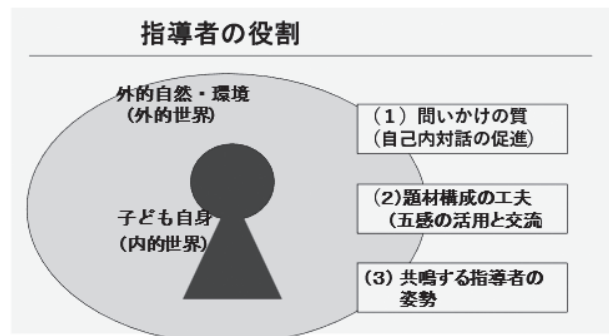 指導者の役割
外的自然・環境
(外的世界)
子ども自身
(内的世界)
(1) 問いかけの質
(自己内対話の促進)
(2)題材構成の工夫
(五感の活用と交流
(3) 共鳴する指導者の
姿勢